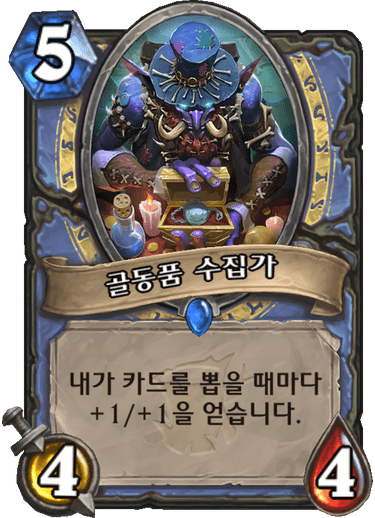 5
골동품 수집가
내가 카드를 뽑을 때마다
+1/+1을 얻습니다.
4 4